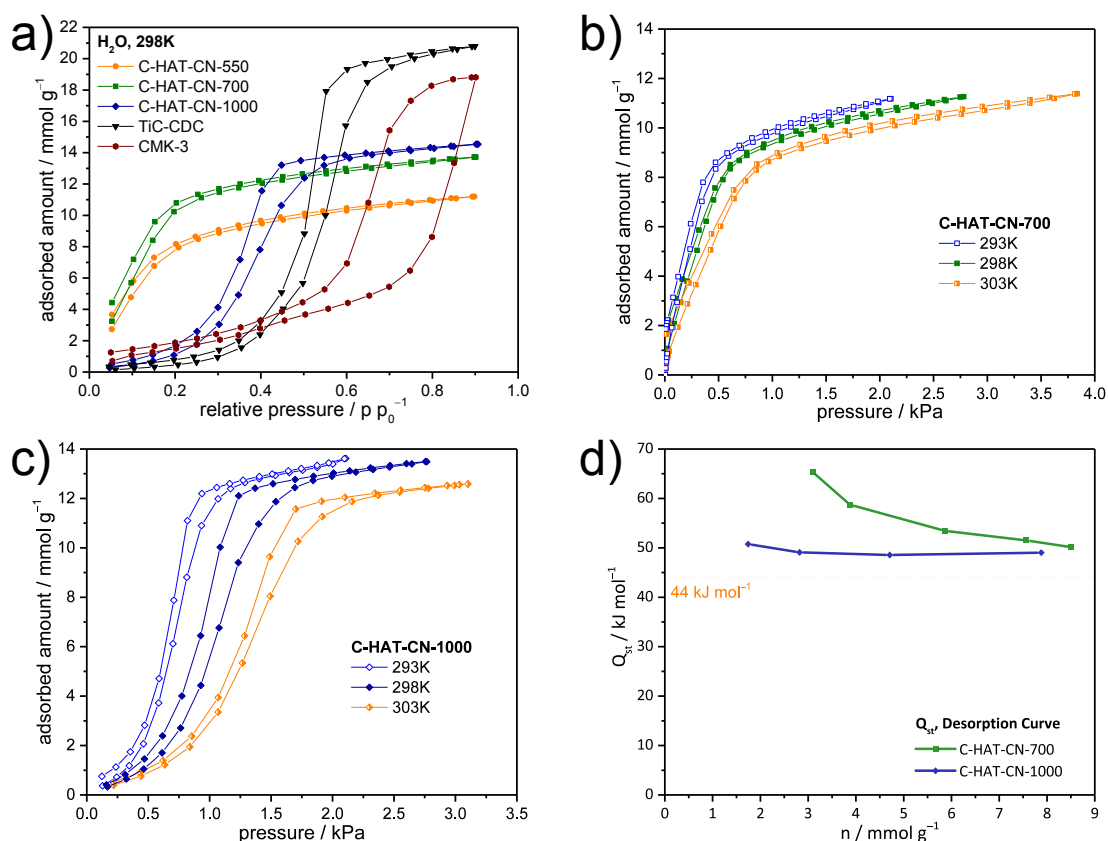 a)
H₂O, 298K
C-HAT-CN-550
C-HAT-CN-700
C-HAT-CN-1000
TiC-CDC
CMK-3
adsorbed amount / mmol g⁻¹
22
20
18
16
14
12
10
8
6
4
2
0
0.0 0.2 0.4 0.6 0.8 1.0
relative pressure / p p₀⁻¹
b)
adsorbed amount / mmol g⁻¹
14
12
10
8
6
4
2
0
C-HAT-CN-700
293K
298K
303K
0.0 0.5 1.0 1.5 2.0 2.5 3.0 3.5 4.0
pressure / kPa
c)
adsorbed amount / mmol g⁻¹
14
12
10
8
6
4
2
0
C-HAT-CN-1000
293K
298K
303K
0.0 0.5 1.0 1.5 2.0 2.5 3.0 3.5
pressure / kPa
d)
Qst / kJ mol⁻¹
70
60
50
40
30
20
10
0
44 kJ mol⁻¹
Qst, Desorption Curve
C-HAT-CN-700
C-HAT-CN-1000
0 1 2 3 4 5 6 7 8 9
n / mmol g⁻¹